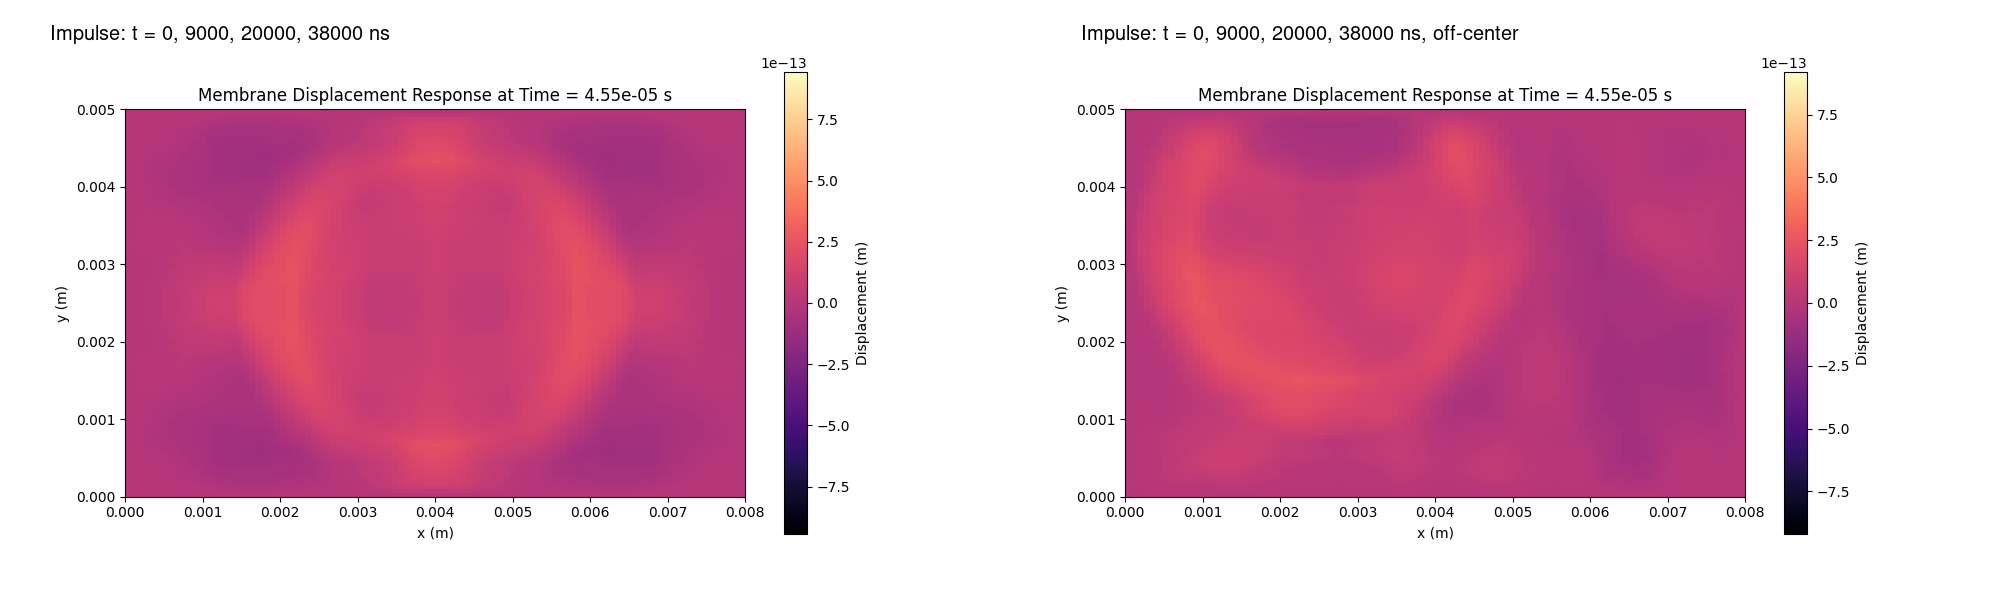 Impulse: t = 0, 9000, 20000, 38000 ns
1e−13
Membrane Displacement Response at Time = 4.55e-05 s
0.005
0.004
0.003
0.002
0.001
0.000
y (m)
0.000 0.001 0.002 0.003 0.004 0.005 0.006 0.007 0.008
x (m)
7.5
5.0
2.5
0.0
−2.5
−5.0
−7.5
Displacement (m)
Impulse: t = 0, 9000, 20000, 38000 ns, off-center
1e−13
Membrane Displacement Response at Time = 4.55e-05 s
0.005
0.004
0.003
0.002
0.001
0.000
y (m)
0.000 0.001 0.002 0.003 0.004 0.005 0.006 0.007 0.008
x (m)
7.5
5.0
2.5
0.0
−2.5
−5.0
−7.5
Displacement (m)